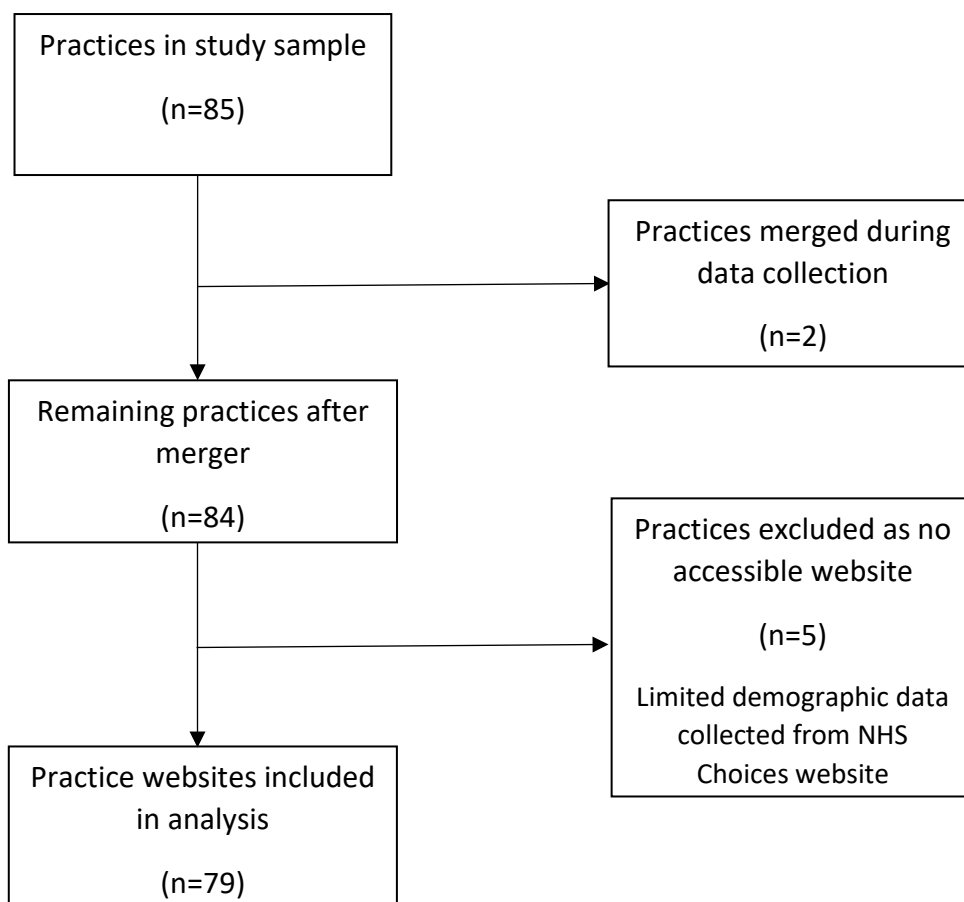 Practices in study sample
(n=85)
Practices merged during
data collection
(n=2)
Remaining practices after
merger
(n=84)
Practices excluded as no
accessible website
(n=5)
Limited demographic data
collected from NHS
Choices website
Practice websites included
in analysis
(n=79)